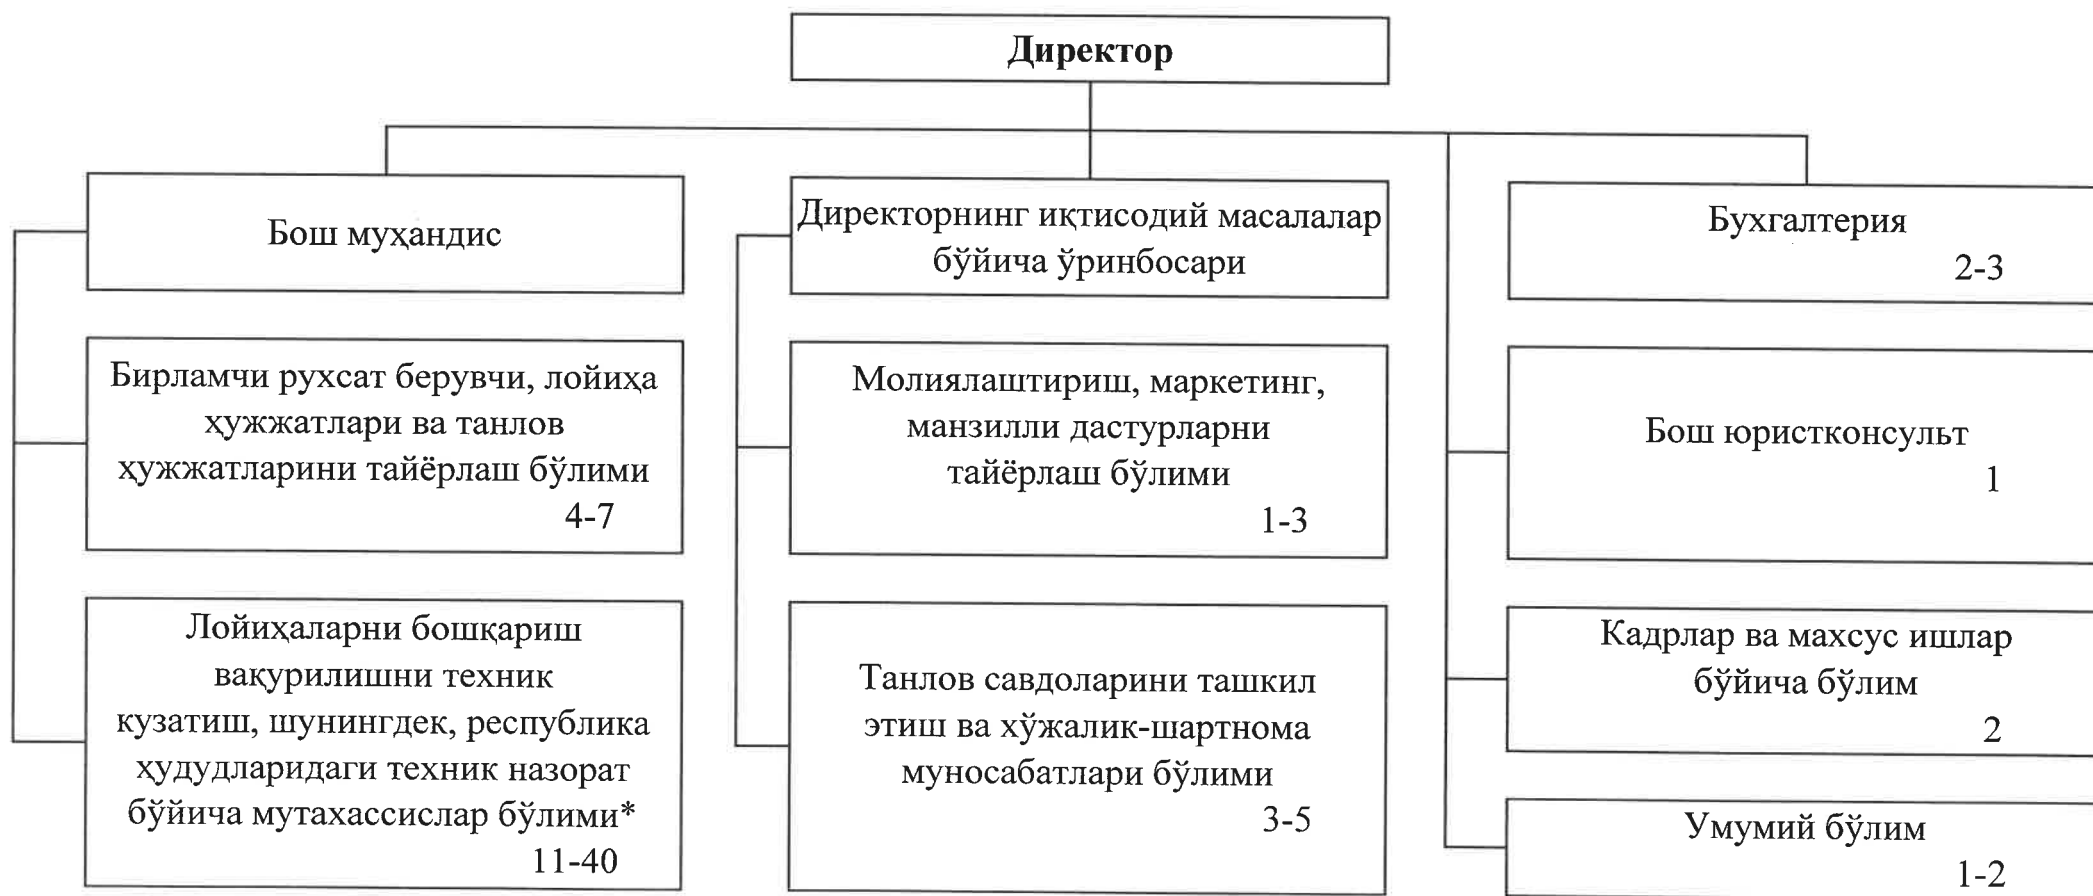 Директор
Бош муҳандис
Бирламчи рухсат берувчи, лойиҳа
ҳужжатлари ва танлов
ҳужжатларини тайёрлаш бўлими
4-7
Лойиҳаларни бошқариш
вақурилишни техник
кузатиш, шунингдек, республика
ҳудудларидаги техник назорат
бўйича мутахассислар бўлими*
11-40
Директорнинг иқтисодий масалалар
бўйича ўринбосари
Молиялаштириш, маркетинг,
манзилли дастурларни
тайёрлаш бўлими
1-3
Танлов савдоларини ташкил
этиш ва хўжалик-шартнома
муносабатлари бўлими
3-5
Бухгалтерия
2-3
Бош юристконсульт
1
Кадрлар ва махсус ишлар
бўйича бўлим
2
Умумий бўлим
1-2